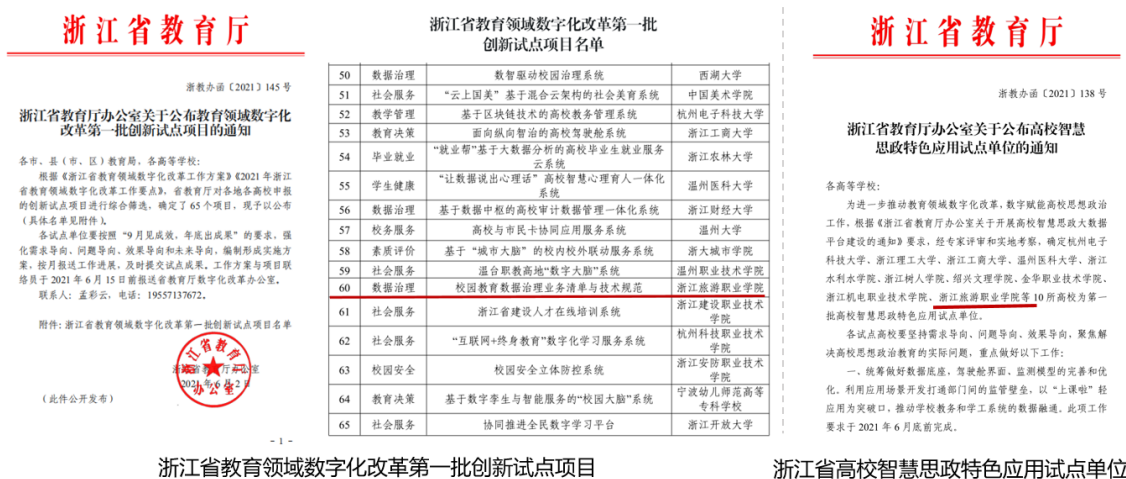 浙江省教育厅
浙教办函〔2021〕145 号
浙江省教育厅办公室关于公布教育领域数字化
改革第一批创新试点项目的通知
各市、县（市、区）教育局，各高等学校：
根据《浙江省教育领域数字化改革工作方案》《2021 年浙江
省教育领域数字化改革工作要点》，省教育厅对各地各高校申报
的创新试点项目进行综合筛选，确定了 65 个项目，现予以公布
（具体名单见附件）。
各试点单位要按照“9 月见成效、年底出成果”的要求，强
化需求导向、问题导向、效果导向和未来导向，编制形成实施方
案，按月报送工作进展，及时提交试点成果。工作方案与项目联
络员于 2021 年 6 月 15 日前报送省教育厅数字化改革办公室。
联系人：孟彩云，电话：19557137672。
附件：浙江省教育领域数字化改革第一批创新试点项目名单
浙江省教育厅办公室
2021 年 6 月 2 日
办公室
（此件公开发布）
- 1 -
浙江省教育领域数字化改革第一批
创新试点项目名单
50 数据治理 数智驱动校园治理系统 西湖大学
51 社会服务 “云上国美”基于混合云架构的社会美育系统 中国美术学院
52 教学管理 基于区块链技术的高校教务管理系统 杭州电子科技大学
53 教育决策 面向纵向智治的高校驾驶舱系统 浙江工商大学
54 毕业就业 “就业帮”基于大数据分析的高校毕业生就业服务
云系统 浙江农林大学
55 学生健康 “让数据说出心理话”高校智慧心理育人一体化
系统 温州医科大学
56 数据治理 基于数据中枢的高校审计数据管理一体化系统 浙江财经大学
57 校务服务 高校与市民卡协同应用服务系统 温州大学
58 素质评价 基于“城市大脑”的校内校外联动服务系统 浙大城市学院
59 社会服务 温台职教高地“数字大脑”系统 温州职业技术学院
60 数据治理 校园教育数据治理业务清单与技术规范 浙江旅游职业学院
61 社会服务 浙江省建设人才在线培训系统 浙江建设职业技术
学院
62 社会服务 “互联网+终身教育”数字化学习服务系统 杭州科技职业技术
学院
63 校园安全 校园安全立体防控系统 浙江安防职业技术
学院
64 教育决策 基于数字孪生与智能服务的“校园大脑”系统 宁波幼儿师范高等
专科学校
65 社会服务 协同推进全民数字学习平台 浙江开放大学
浙江省教育厅
浙教办函〔2021〕138 号
浙江省教育厅办公室关于公布高校智慧
思政特色应用试点单位的通知
各高等学校：
为进一步推动教育领域数字化改革，数字赋能高校思想政治
工作，根据《浙江省教育厅办公室关于开展高校智慧思政大数据
平台建设的通知》要求，经专家评审和实地考察，确定杭州电子
科技大学、浙江理工大学、浙江工商大学、温州医科大学、浙江
水利水学院、浙江树人学院、绍兴文理学院、金华职业技术学院、
浙江机电职业技术学院、浙江旅游职业学院等 10 所高校为第一
批高校智慧思政特色应用试点单位。
各试点高校要坚持需求导向、问题导向、效果导向，聚焦解
决高校思想政治教育的实际问题，重点做好以下工作：
一、统筹做好数据底座、驾驶舱界面、监测模型的完善和优
化。利用应用场景开发打通部门间的监管壁垒，以“上课啦”轻
应用为突破口，推动学校教务和学工系统的数据融通。此项工作
要求于 2021 年 6 月底前完成。
浙江省教育领域数字化改革第一批创新试点项目
浙江省高校智慧思政特色应用试点单位